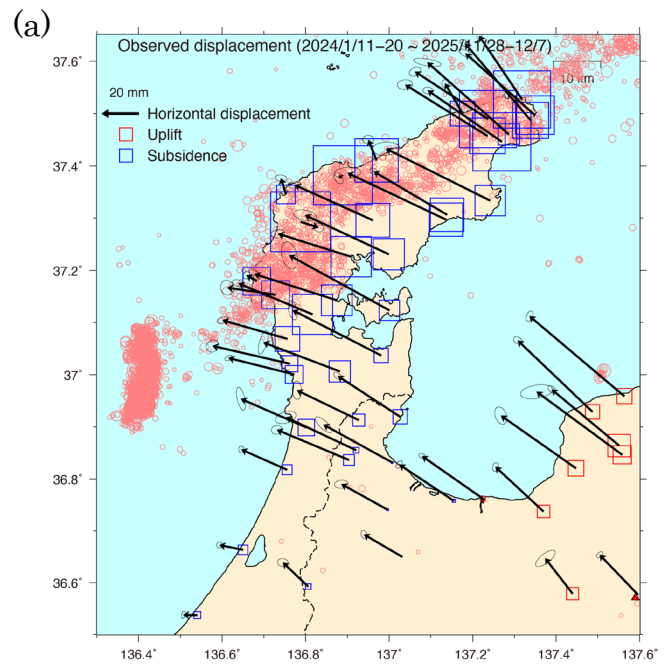 (a)
Observed displacement (2024/1/11−20 ~ 2025/11/28−12/7)
10 km
20 mm
Horizontal displacement
Uplift
Subsidence
37.6˚
37.4˚
37.2˚
37˚
36.8˚
36.6˚
136.4˚ 136.6˚ 136.8˚ 137˚ 137.2˚ 137.4˚ 137.6˚